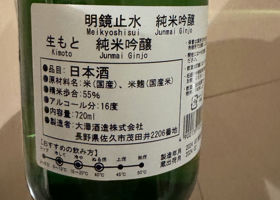 明鏡止水 純米吟醸
Meikyoshisui Junmai Ginjo
生もと 純米吟醸
Kimoto Junmai Ginjo
品目:日本酒
原材料名:米(国産)、米麹(国産米)
精米歩合:55%
アルコール分:16度
内容量:720ml
製造者:大澤酒造株式会社
長野県佐久市茂田井2206番地
【おすすめの飲み方】